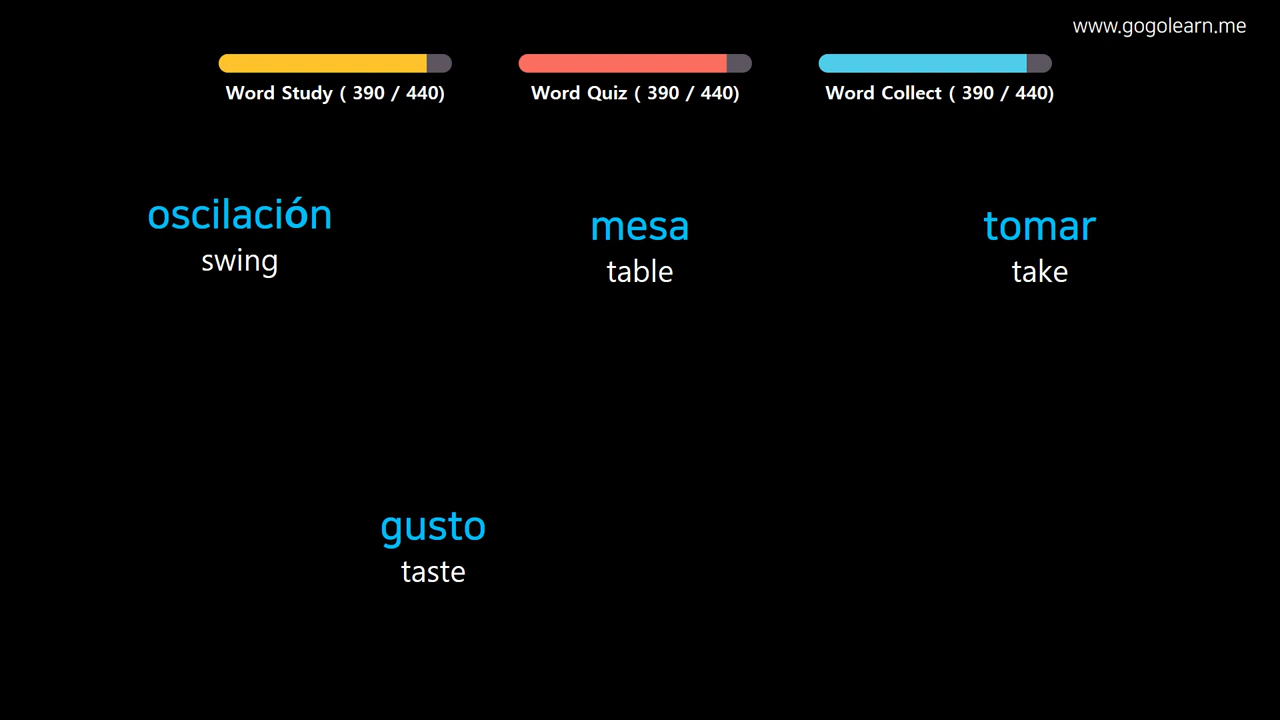 www.gogolearn.me
Word Study ( 390 / 440)
Word Quiz ( 390 / 440)
Word Collect ( 390 / 440)
oscilación
swing
mesa
table
tomar
take
gusto
taste